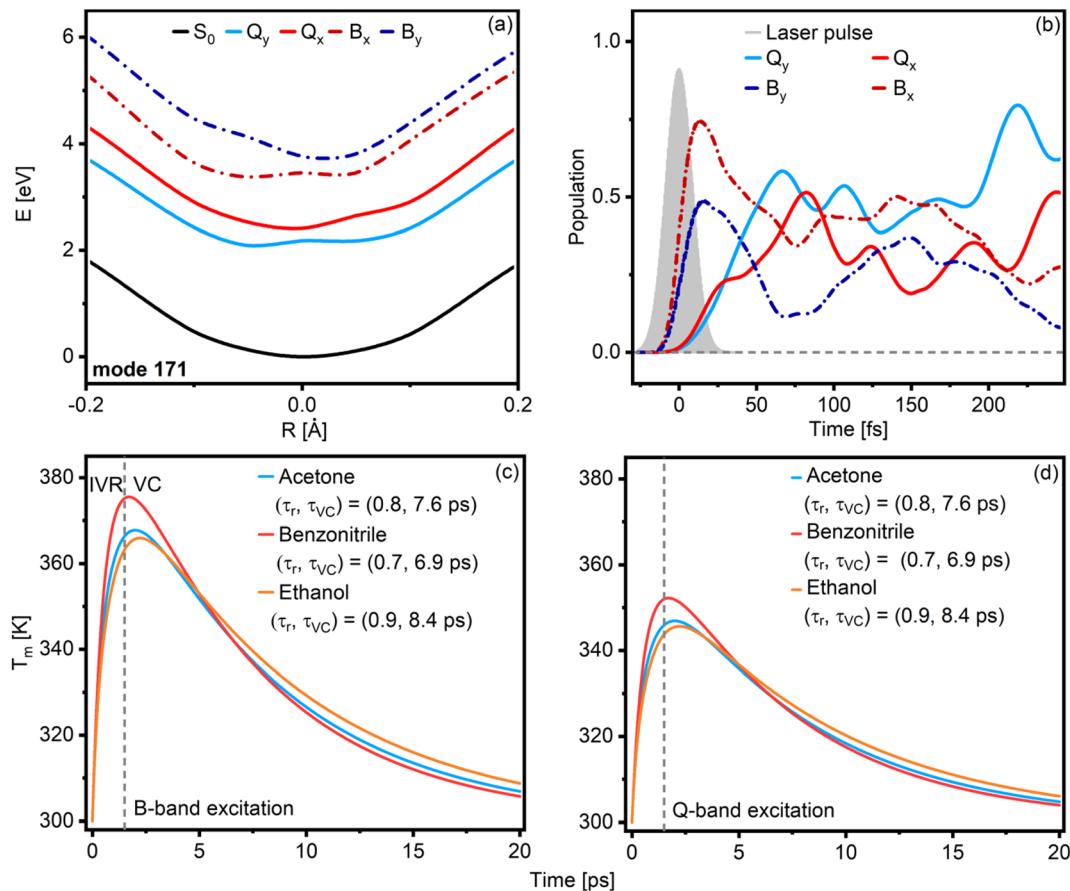 (a)
S₀ Qy Qx Bx By
6
4
2
0
E [eV]
mode 171
-0.2 0.0 0.2
R [Å]
(b)
Laser pulse
Qy Qx
By Bx
1.0
0.5
0.0
Population
0 50 100 150 200
Time [fs]
(c)
IVR VC
Acetone
(τr, τVC) = (0.8, 7.6 ps)
Benzonitrile
(τr, τVC) = (0.7, 6.9 ps)
Ethanol
(τr, τVC) = (0.9, 8.4 ps)
380
360
340
320
300
Tm [K]
B-band excitation
0 5 10 15 20
(d)
Acetone
(τr, τVC) = (0.8, 7.6 ps)
Benzonitrile
(τr, τVC) = (0.7, 6.9 ps)
Ethanol
(τr, τVC) = (0.9, 8.4 ps)
380
360
340
320
300
Q-band excitation
0 5 10 15 20
Time [ps]